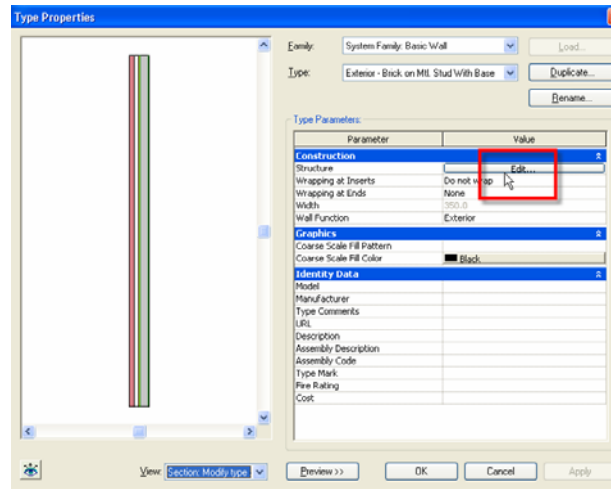 Type Properties
Family: System Family: Basic Wall Load...
Type: Exterior - Brick on Mtl. Stud With Base Duplicate...
Rename...
Type Parameters:
Parameter Value
Construction
Structure Edit...
Wrapping at Inserts Do not wrap
Wrapping at Ends None
Width 350.0
Wall Function Exterior
Graphics
Coarse Scale Fill Pattern
Coarse Scale Fill Color Black
Identity Data
Model
Manufacturer
Type Comments
URL
Description
Assembly Description
Assembly Code
Type Mark
Fire Rating
Cost
View: Section: Modify type Preview >> OK Cancel Apply